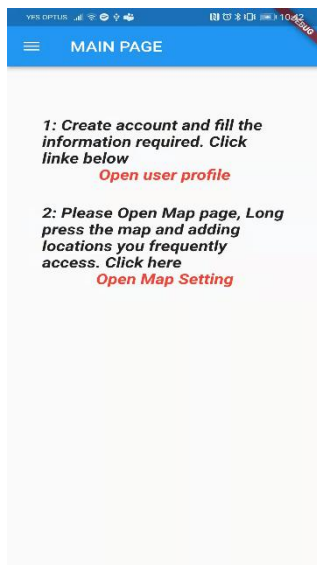 YES OPTUS 10:42
DEBUG
MAIN PAGE
1: Create account and fill the
information required. Click
linke below
Open user profile
2: Please Open Map page, Long
press the map and adding
locations you frequently
access. Click here
Open Map Setting